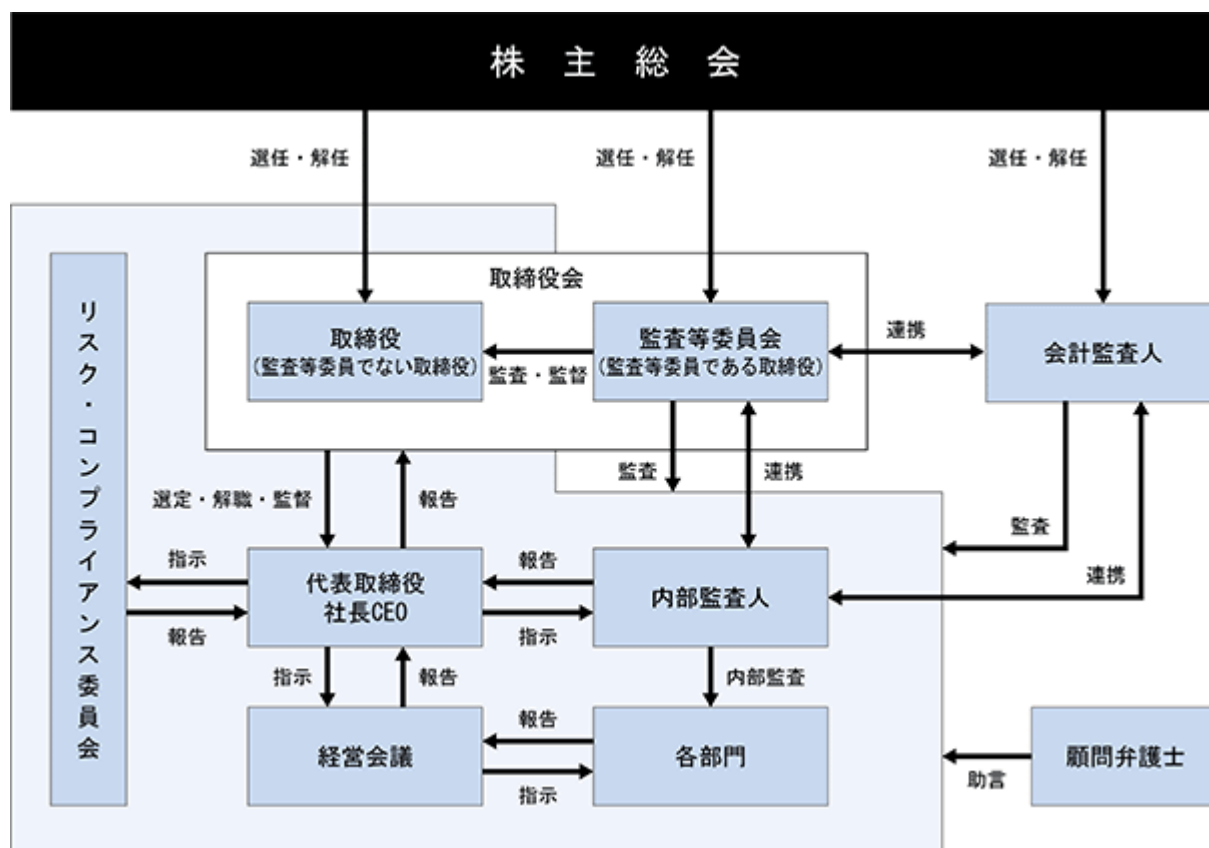 株主総会
選任・解任
選任・解任
選任・解任
取締役会
リスク・コンプライアンス委員会
取締役
(監査等委員でない取締役)
監査・監督
監査等委員会
(監査等委員である取締役)
連携
会計監査人
選定・解職・監督
報告
監査
連携
監査
連携
指示
報告
代表取締役
社長CEO
報告
指示
内部監査人
指示
報告
内部監査
経営会議
報告
指示
各部門
助言
顧問弁護士